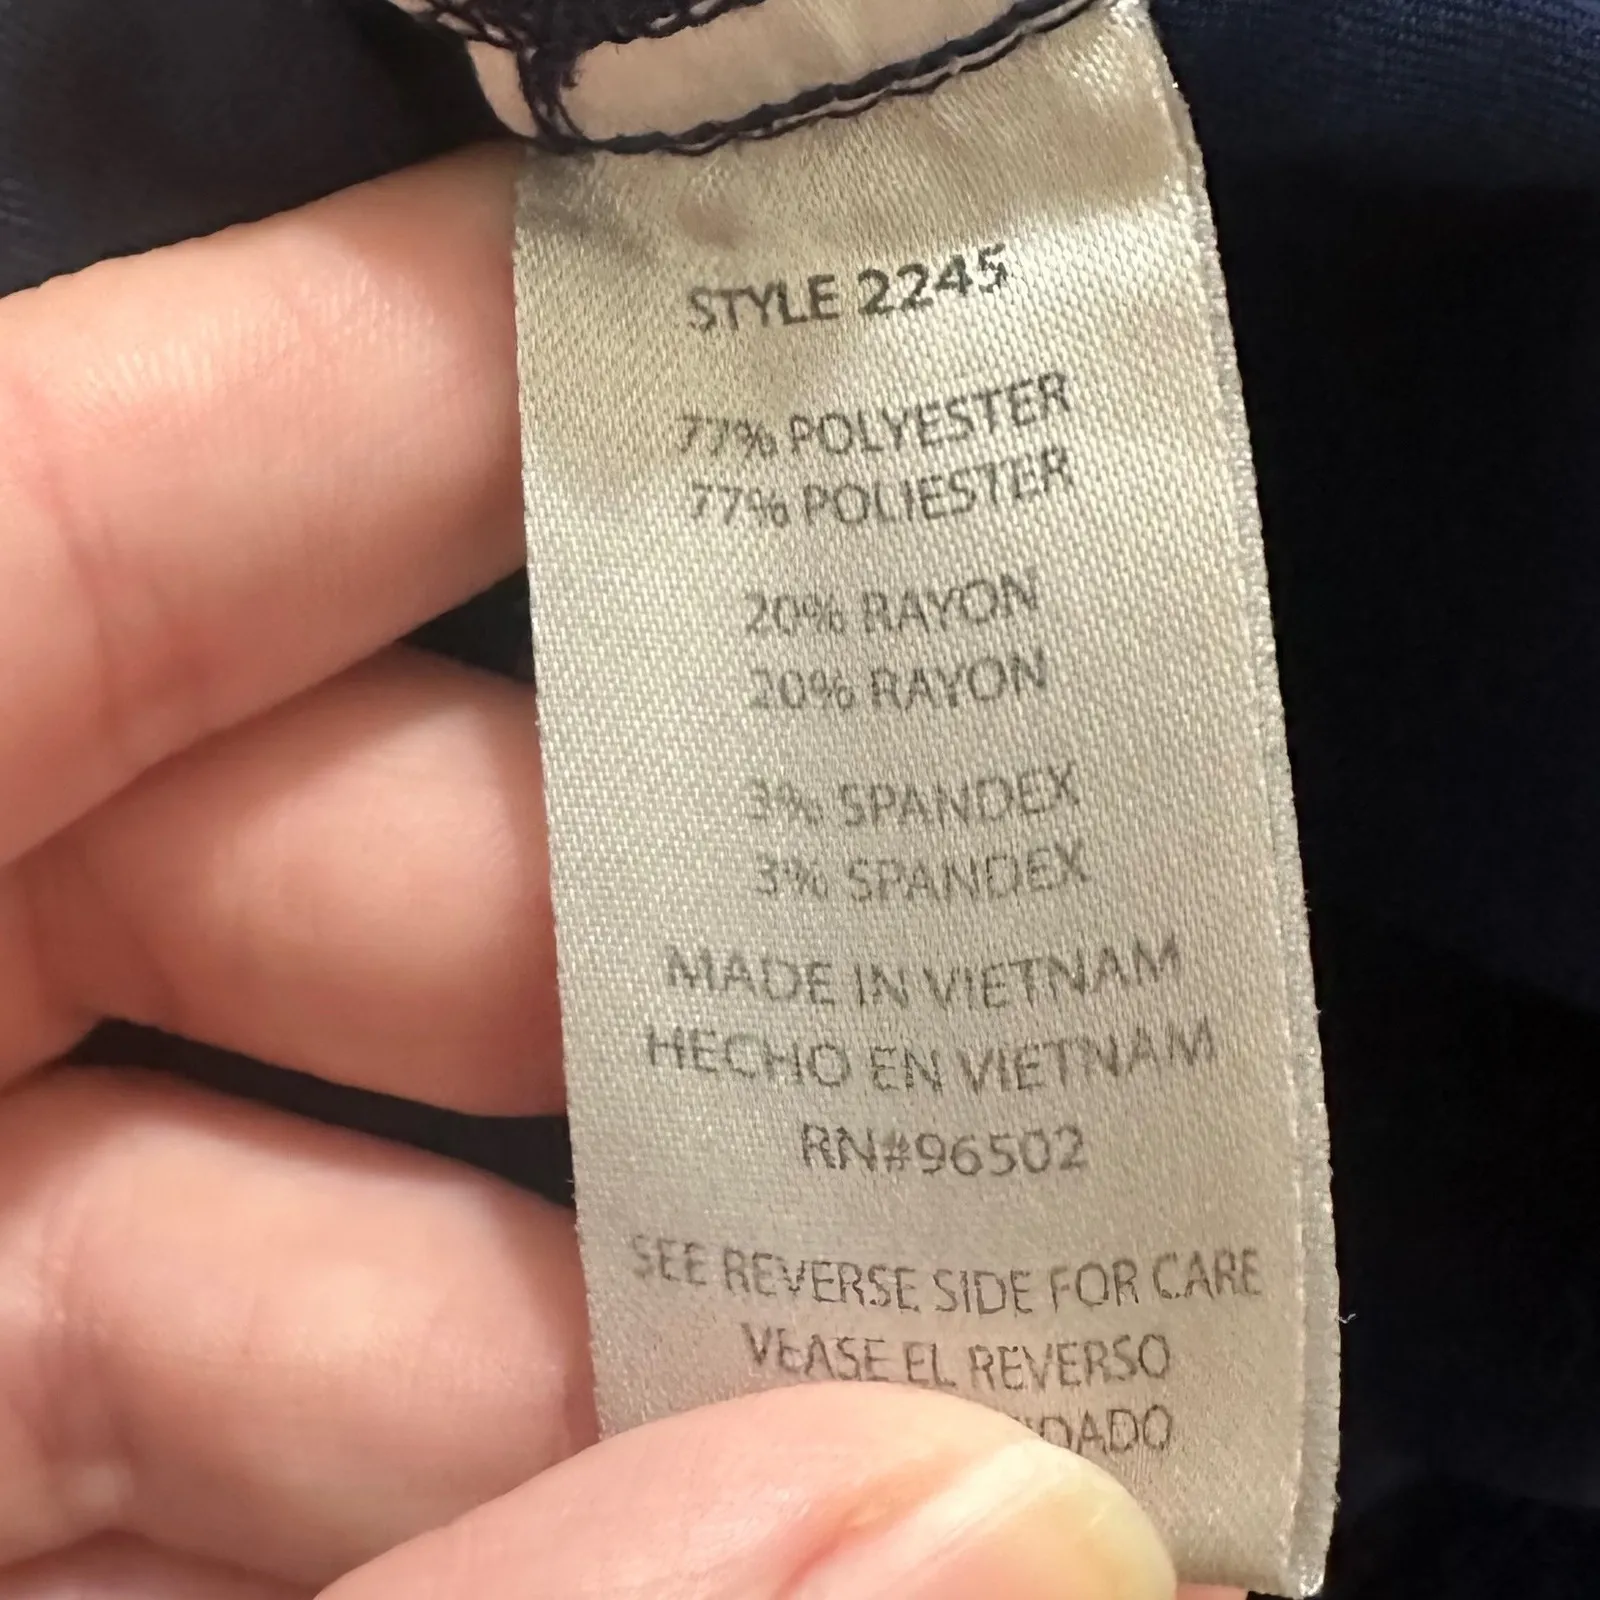 STYLE 2245
77% POLYESTER
77% POLIESTER
20% RAYON
20% RAYON
3% SPANDEX
3% SPANDEX
MADE IN VIETNAM
HECHO EN VIETNAM
RN#96502
SEE REVERSE SIDE FOR CARE
VEASE EL REVERSO